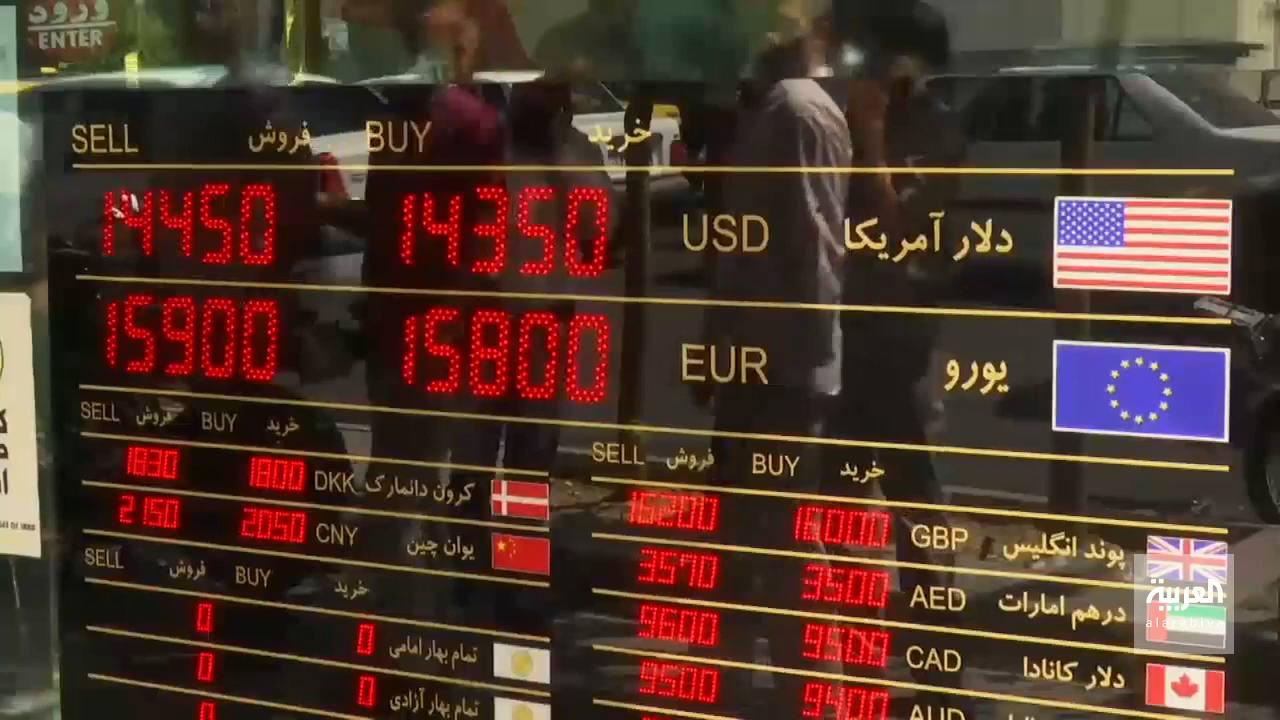 ورود
ENTER
SELL فروش BUY خرید
14450 14350 USD دلار آمریکا
15900 15800 EUR یورو
SELL فروش BUY خرید
1830 1800 DKK کرون دانمارک
2150 2050 CNY یوان چین
SELL فروش BUY خرید
0 0 تمام بهار امامی
0 0 تمام بهار آزادی
0
SELL فروش BUY خرید
16200 16000 GBP پوند انگلیس
3570 3500 AED درهم امارات
9600 9500 CAD دلار کانادا
9500 9400 AUD
العربية
alarabiya